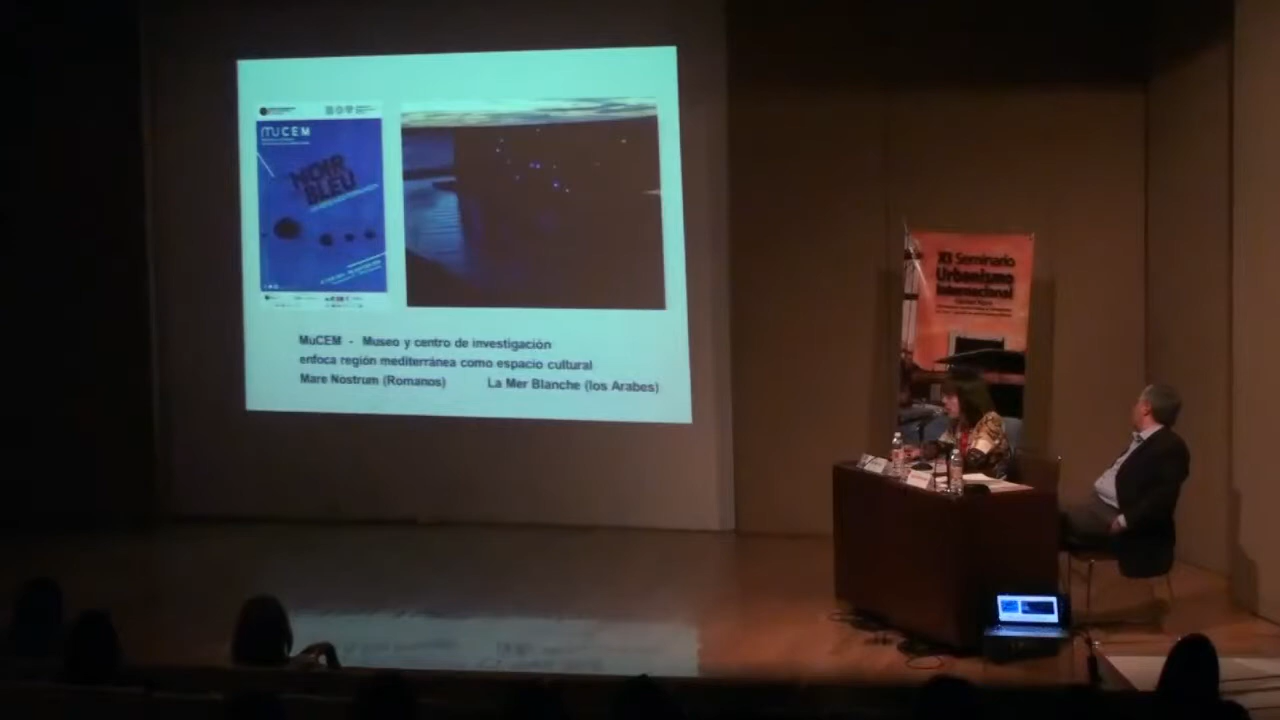 MUCEM
NOIR
BLEU
MuCEM - Museo y centro de investigación
enfoca región mediterránea como espacio cultural
Mare Nostrum (Romanos) La Mer Blanche (los Arabes)
XI Seminario
Urbanismo
Internacional